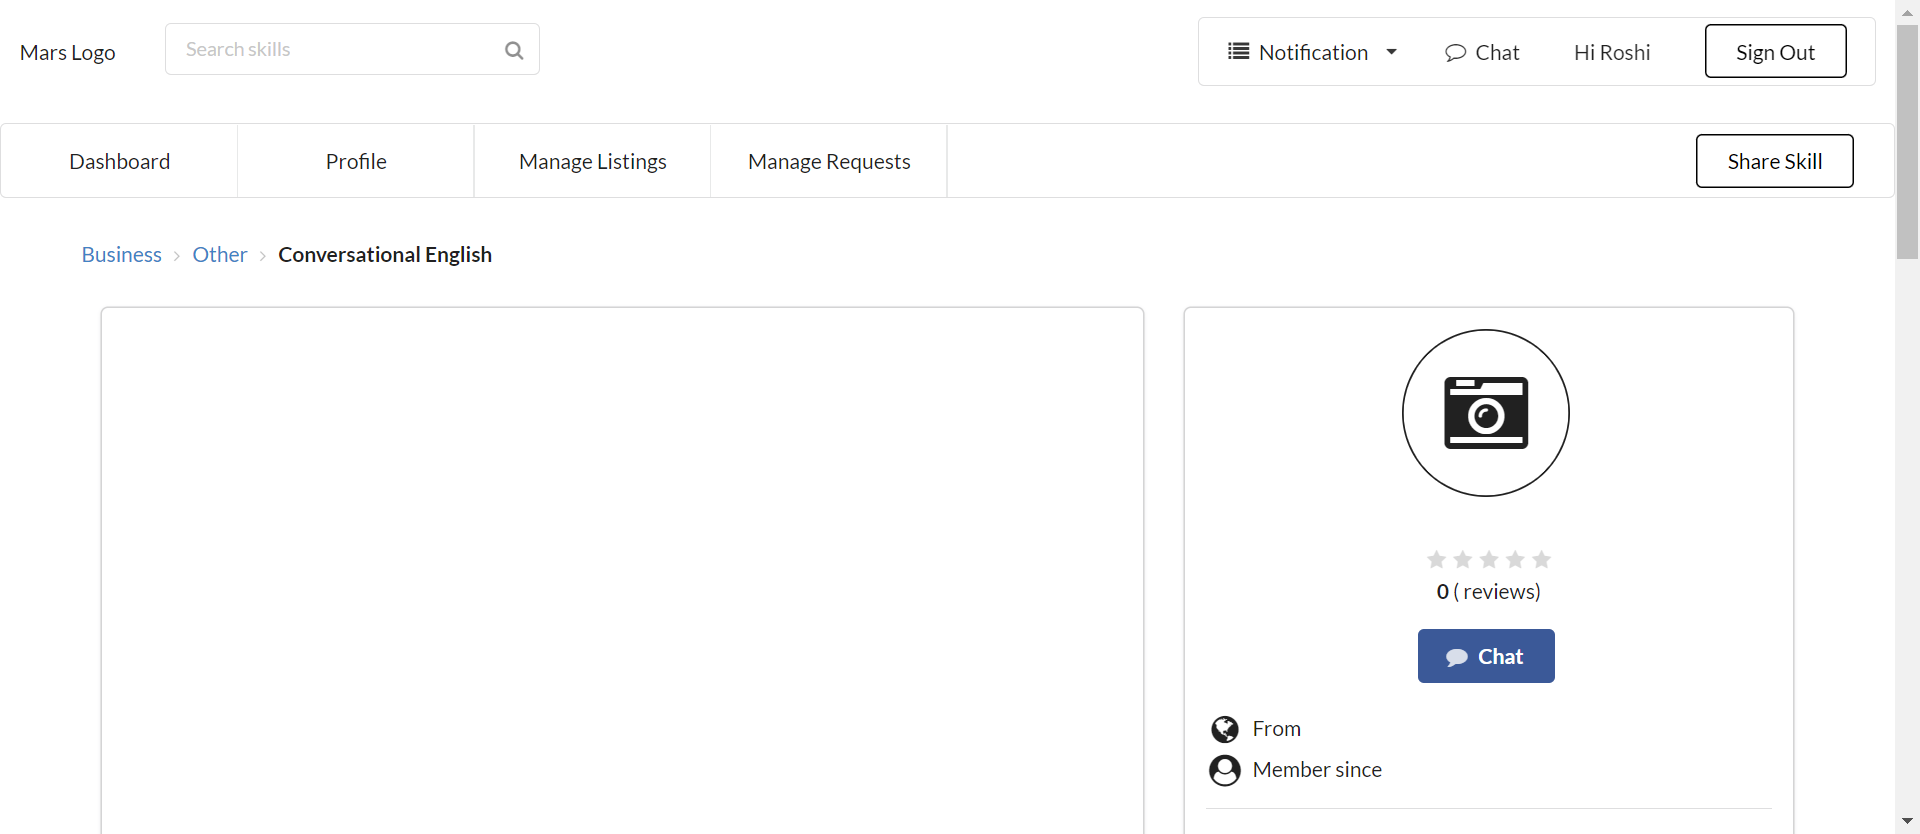 Mars Logo
Search skills
Notification
Chat
Hi Roshi
Sign Out
Dashboard
Profile
Manage Listings
Manage Requests
Share Skill
Business
Other
Conversational English
0 ( reviews)
Chat
From
Member since